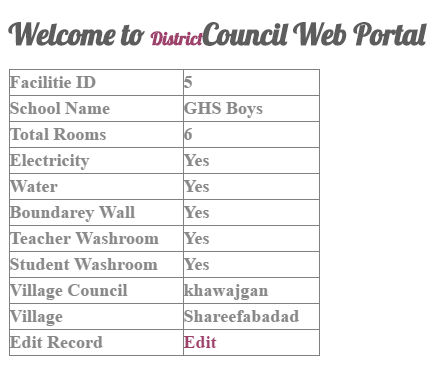 Welcome to DistrictCouncil Web Portal
Facilitie ID 5
School Name GHS Boys
Total Rooms 6
Electricity Yes
Water Yes
Boundarey Wall Yes
Teacher Washroom Yes
Student Washroom Yes
Village Council khawajgan
Village Shareefabadad
Edit Record Edit